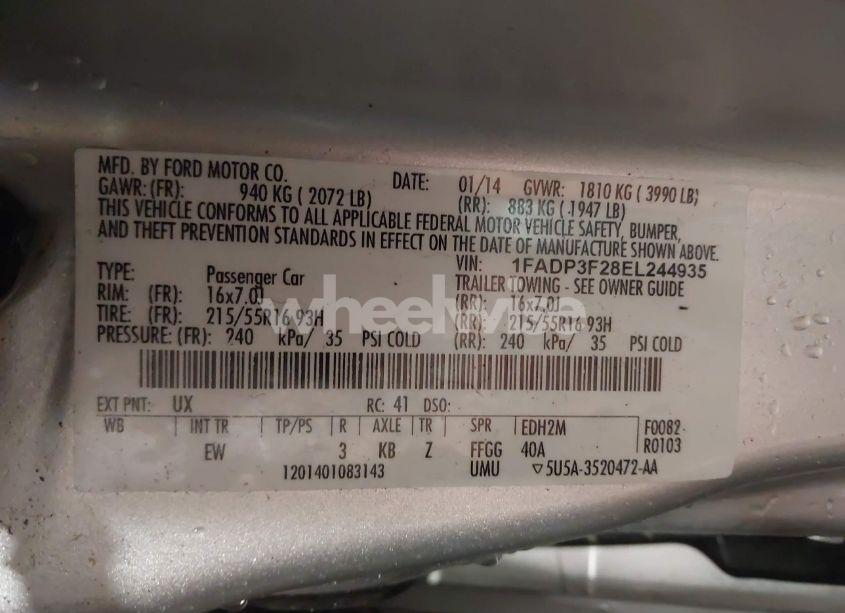 MFD. BY FORD MOTOR CO. DATE: 01/14 GVWR: 1810 KG ( 3990 LB)
GAWR: (FR): 940 KG ( 2072 LB) (RR): 883 KG ( 1947 LB)
THIS VEHICLE CONFORMS TO ALL APPLICABLE FEDERAL MOTOR VEHICLE SAFETY, BUMPER,
AND THEFT PREVENTION STANDARDS IN EFFECT ON THE DATE OF MANUFACTURE SHOWN ABOVE.
VIN: 1FADP3F28EL244935
TYPE: Passenger Car TRAILER TOWING - SEE OWNER GUIDE
RIM: (FR): 16x7.0J (RR): 16x7.0J
TIRE: (FR): 215/55R16 93H (RR): 215/55R16 93H
PRESSURE: (FR): 240 kPa/ 35 PSI COLD (RR): 240 kPa/ 35 PSI COLD
EXT PNT: UX RC: 41 DSO:
WB INT TR TP/PS R AXLE TR SPR EDH2M F0082
EW 3 KB Z FFGG 40A R0103
1201401083143 UMU ▽5U5A-3520472-AA